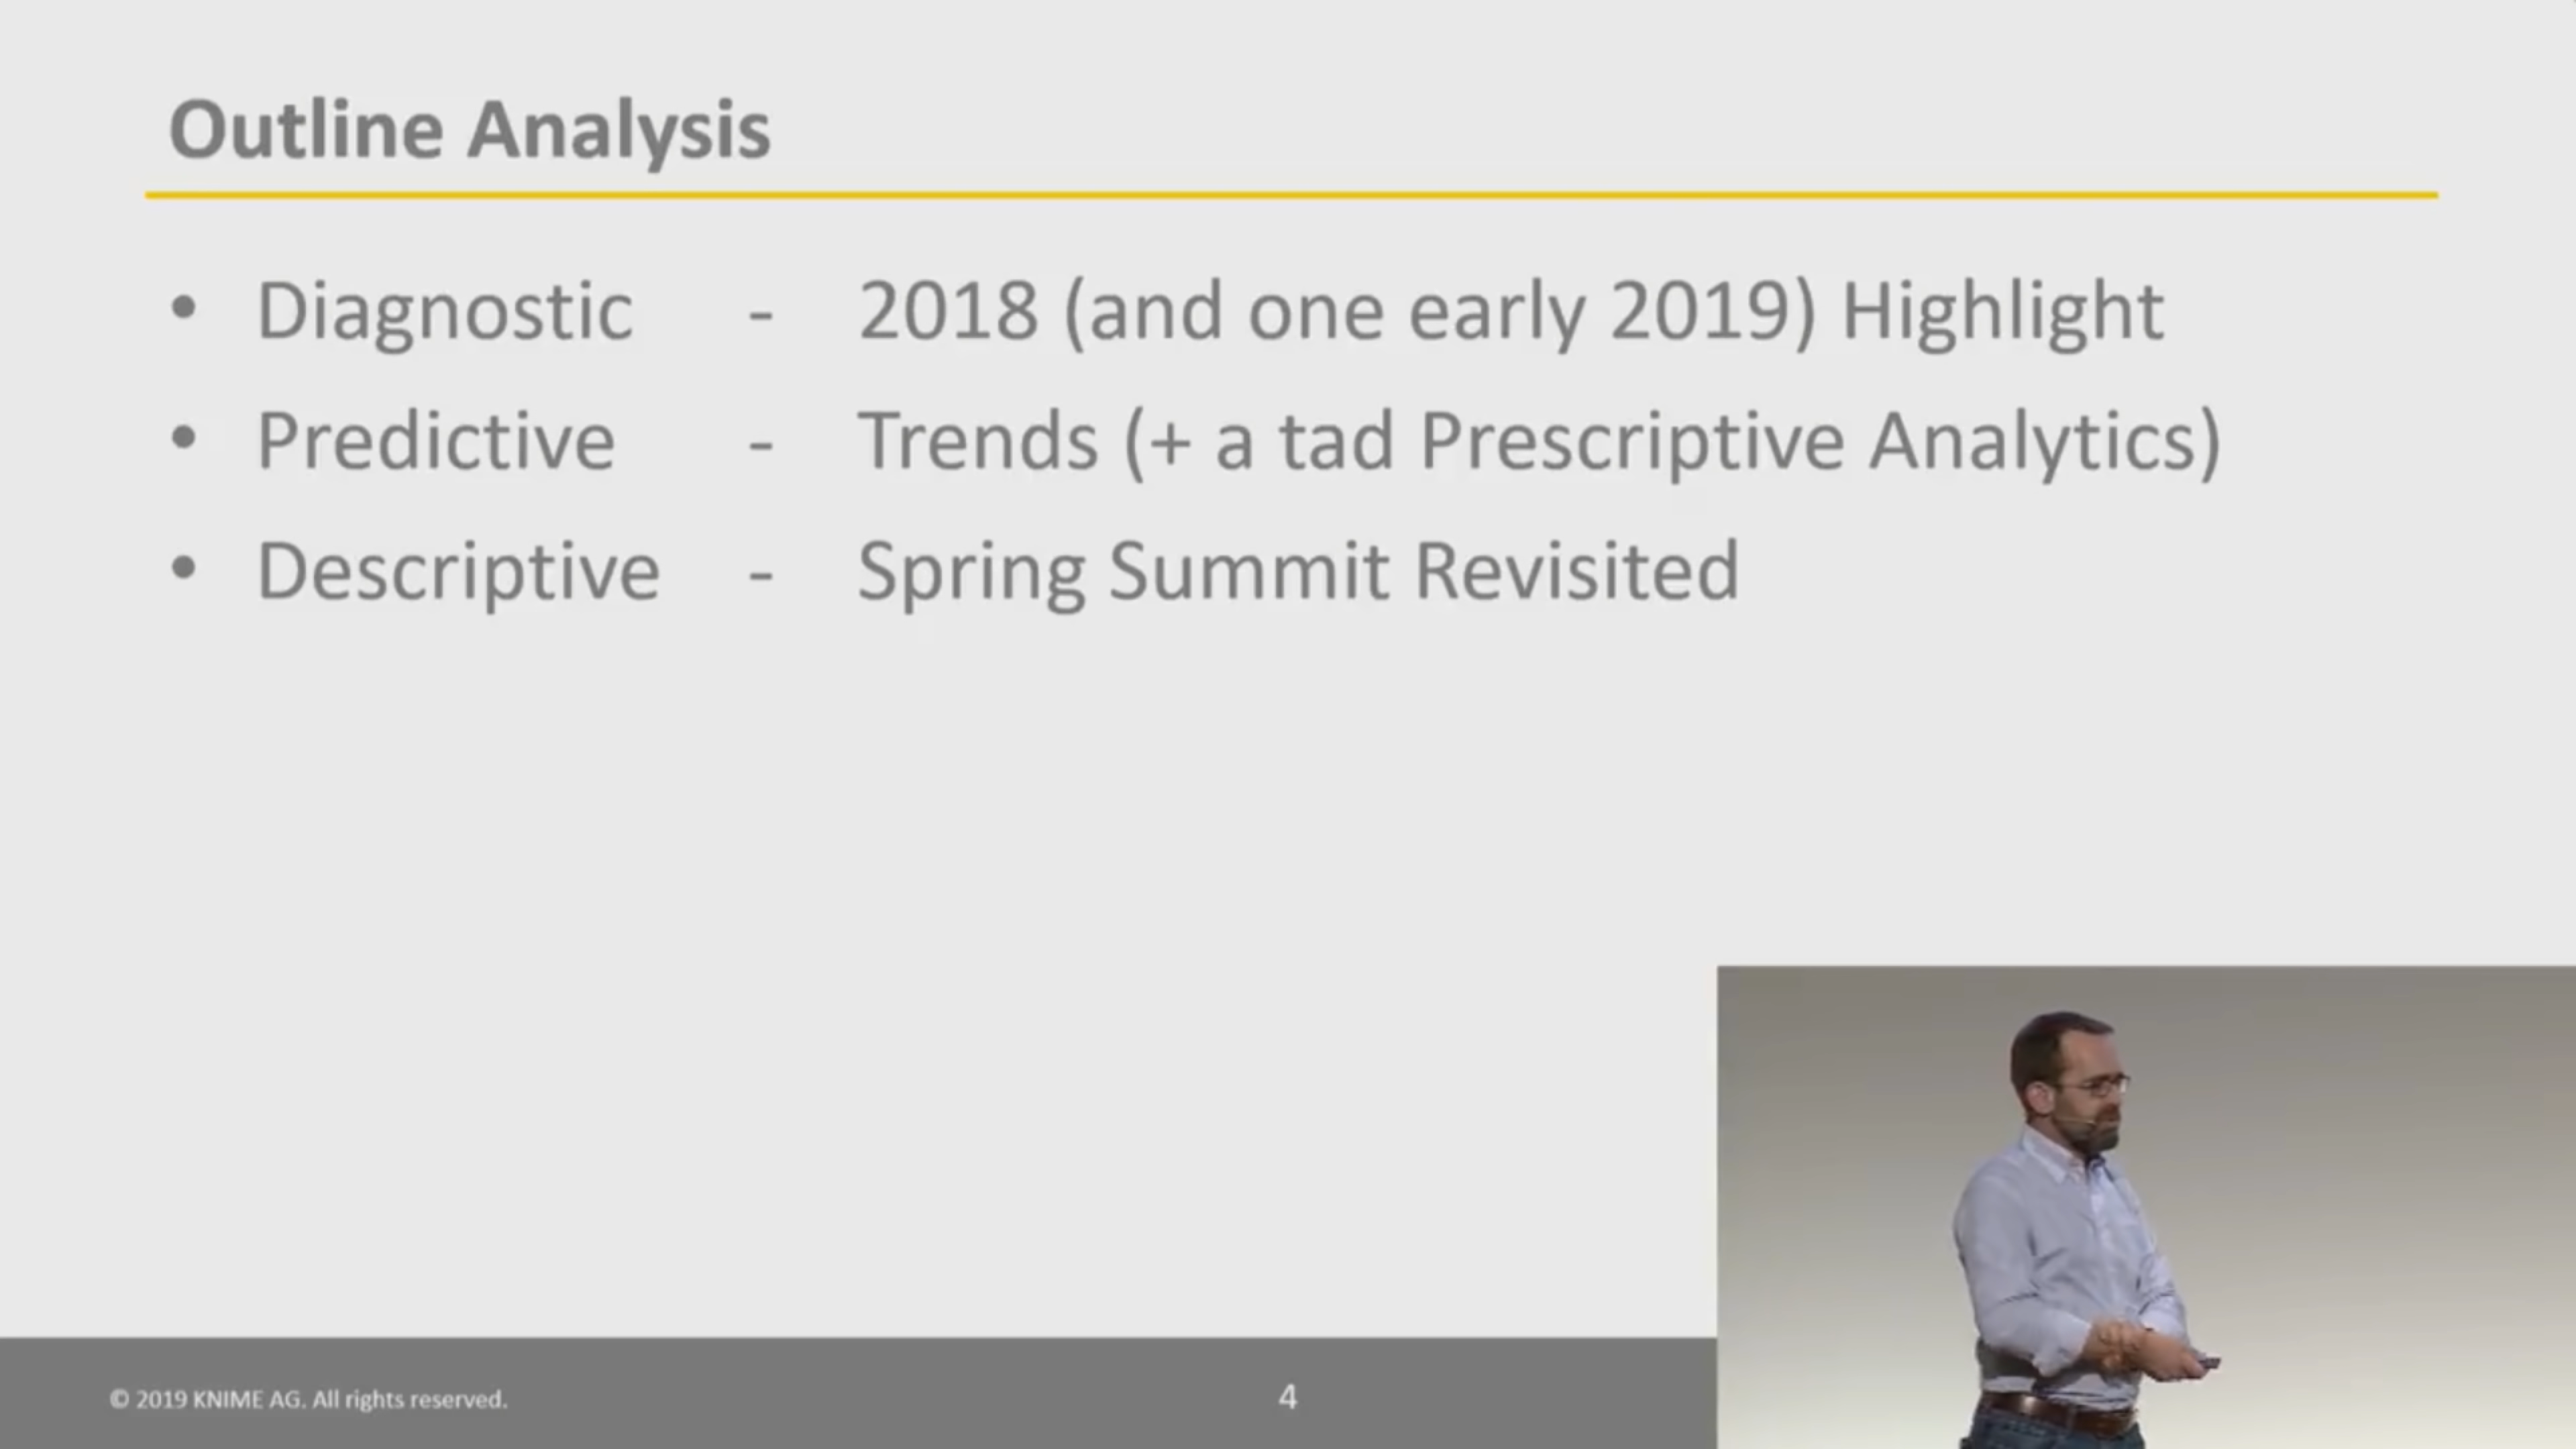 Outline Analysis
• Diagnostic - 2018 (and one early 2019) Highlight
• Predictive - Trends (+ a tad Prescriptive Analytics)
• Descriptive - Spring Summit Revisited
© 2019 KNIME AG. All rights reserved.
4